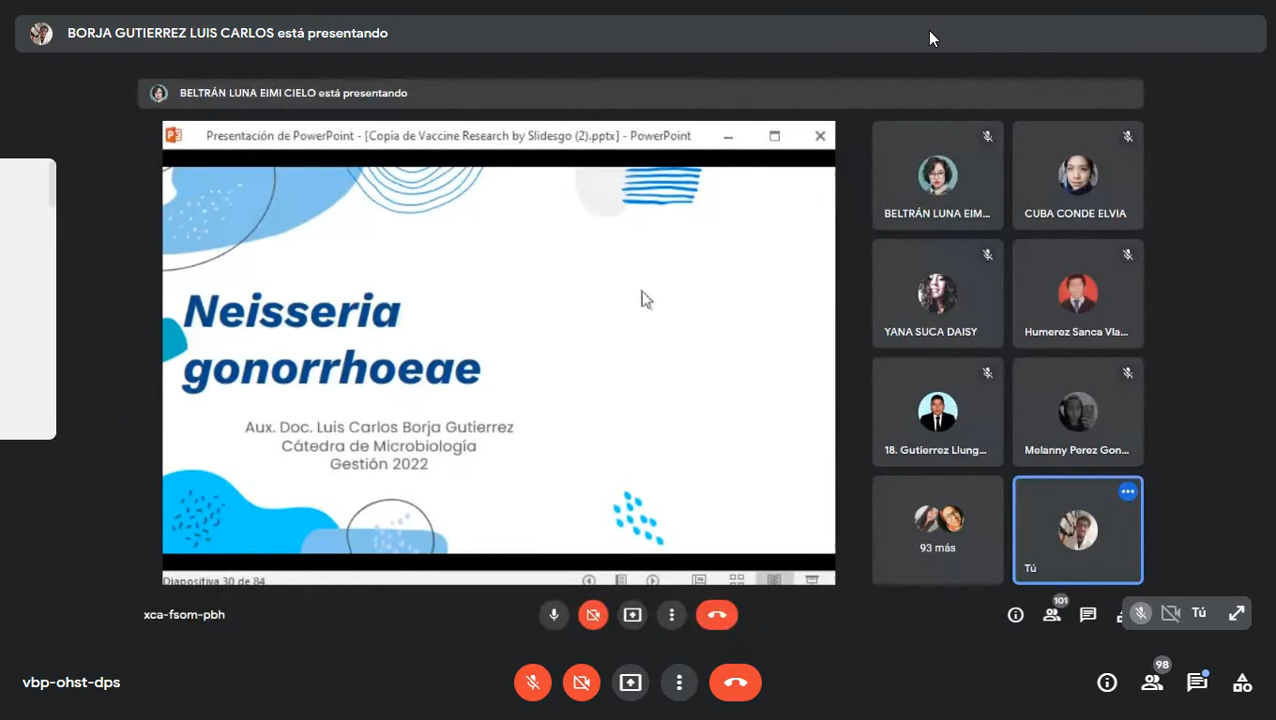 BORJA GUTIERREZ LUIS CARLOS está presentando
BELTRÁN LUNA EIMI CIELO está presentando
Presentación de PowerPoint - [Copia de Vaccine Research by Slidesgo (2).pptx] - PowerPoint
Neisseria
gonorrhoeae
Aux. Doc. Luis Carlos Borja Gutierrez
Cátedra de Microbiología
Gestión 2022
Diapositiva 30 de 84
BELTRÁN LUNA EIM...
CUBA CONDE ELVIA
YANA SUCA DAISY
Humerez Sanca Vla...
18. Gutierrez Llung...
Melanny Perez Gon...
93 más
Tú
xca-fsom-pbh
101
Tú
vbp-ohst-dps
98